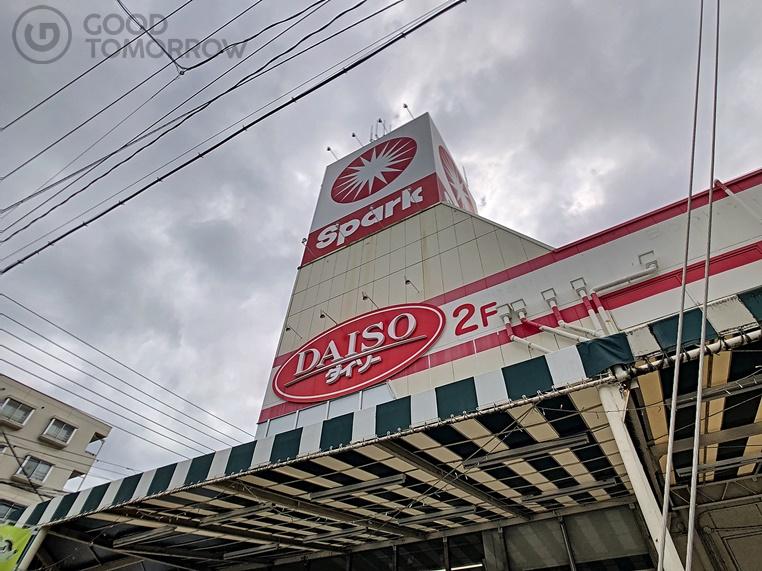 GOOD
TOMORROW
Spark
DAISO
ダイソー
2F